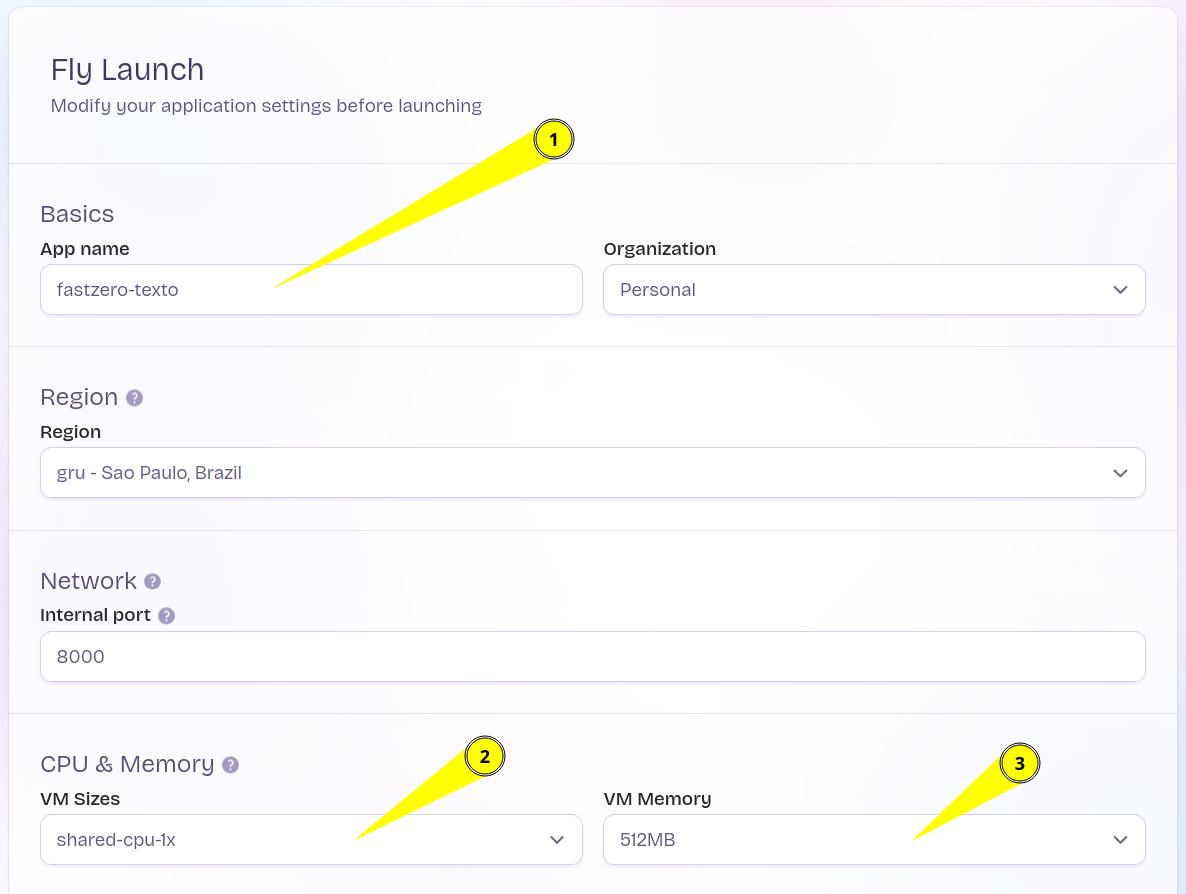 Fly Launch
Modify your application settings before launching
1
Basics
App name
Organization
fastzero-texto
Personal
Region ?
Region
gru - Sao Paulo, Brazil
Network ?
Internal port ?
8000
CPU & Memory ?
2
3
VM Sizes
VM Memory
shared-cpu-1x
512MB